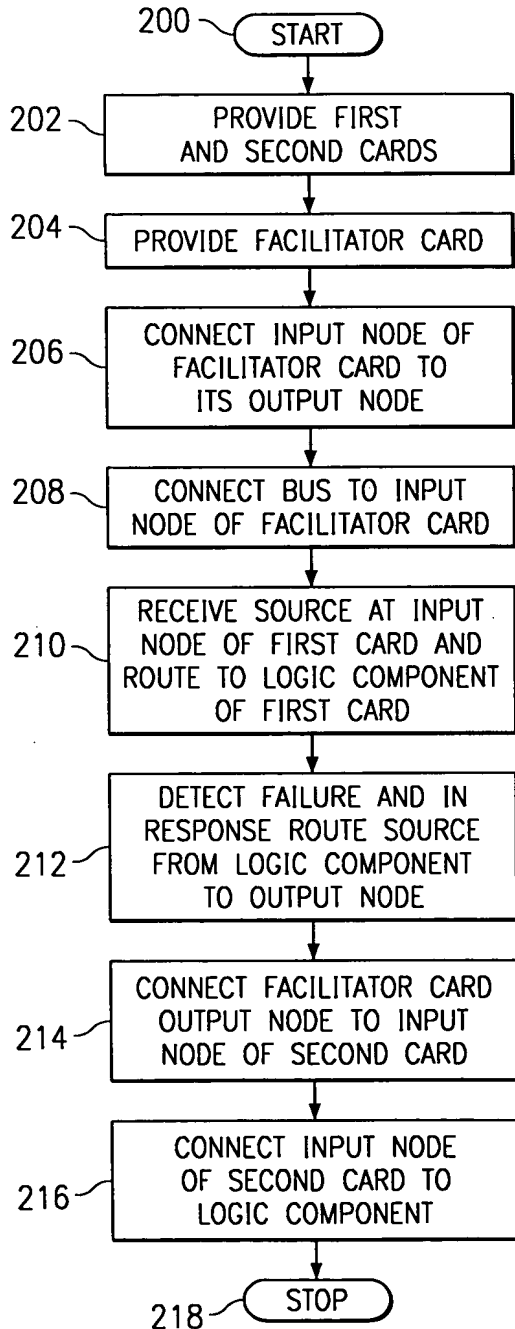 200
START
202
PROVIDE FIRST
AND SECOND CARDS
204
PROVIDE FACILITATOR CARD
206
CONNECT INPUT NODE OF
FACILITATOR CARD TO
ITS OUTPUT NODE
208
CONNECT BUS TO INPUT
NODE OF FACILITATOR CARD
210
RECEIVE SOURCE AT INPUT
NODE OF FIRST CARD AND
ROUTE TO LOGIC COMPONENT
OF FIRST CARD
212
DETECT FAILURE AND IN
RESPONSE ROUTE SOURCE
FROM LOGIC COMPONENT
TO OUTPUT NODE
214
CONNECT FACILITATOR CARD
OUTPUT NODE TO INPUT
NODE OF SECOND CARD
216
CONNECT INPUT NODE
OF SECOND CARD TO
LOGIC COMPONENT
218
STOP